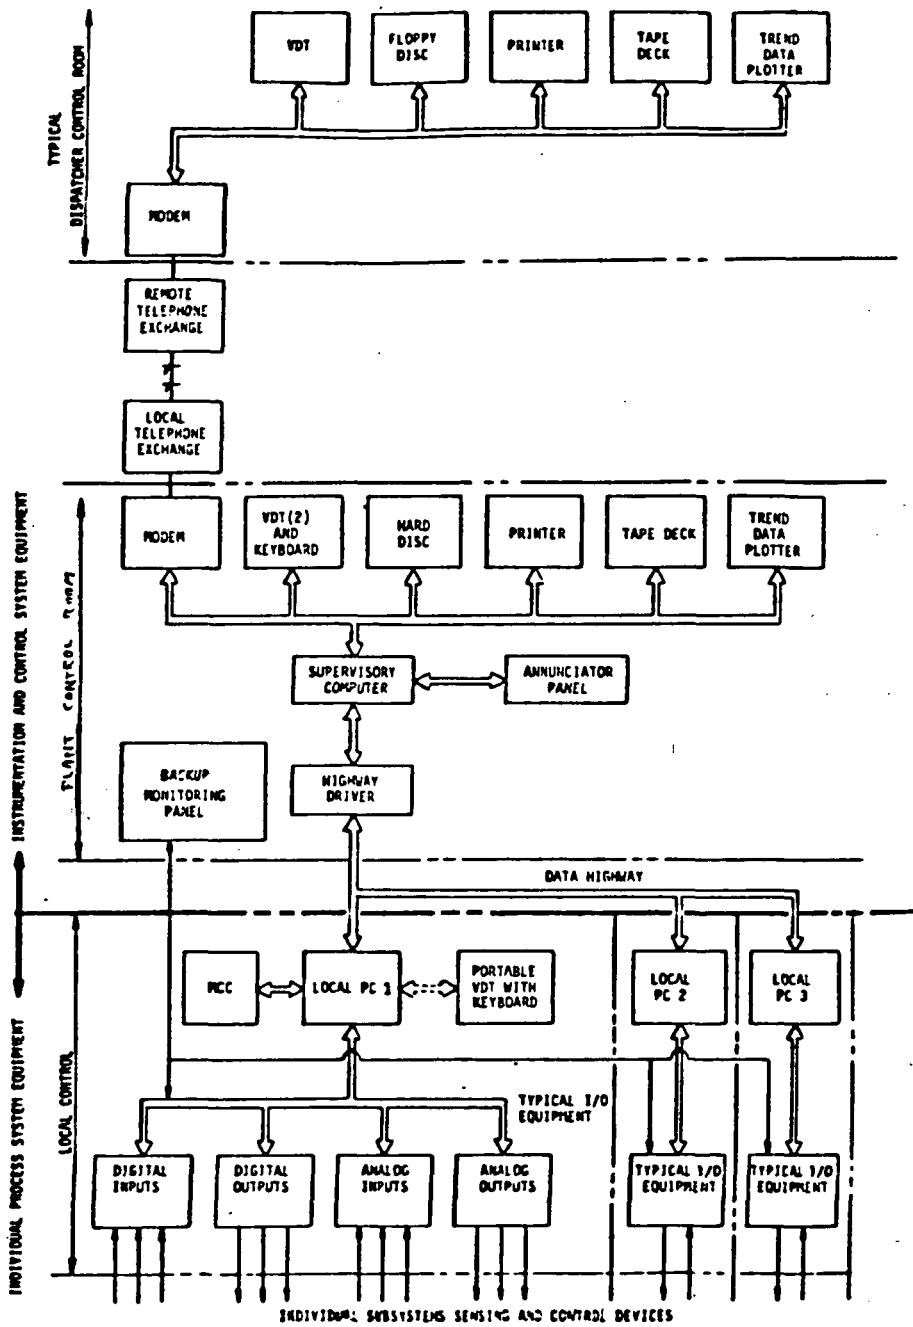 TYPICAL
DISPATCHER CONTROL ROOM
VDT
FLOPPY
DISC
PRINTER
TAPE
DECK
TREND
DATA
PLOTTER
MODEM
REMOTE
TELEPHONE
EXCHANGE
LOCAL
TELEPHONE
EXCHANGE
INSTRUMENTATION AND CONTROL SYSTEM EQUIPMENT
PLANT CONTROL ROOM
MODEM
VDT(2)
AND
KEYBOARD
HARD
DISC
PRINTER
TAPE DECK
TREND
DATA
PLOTTER
SUPERVISORY
COMPUTER
ANNUNCIATOR
PANEL
BACKUP
MONITORING
PANEL
HIGHWAY
DRIVER
DATA HIGHWAY
INDIVIDUAL PROCESS SYSTEM EQUIPMENT
LOCAL CONTROL
MCC
LOCAL PC 1
PORTABLE
VDT WITH
KEYBOARD
LOCAL
PC 2
LOCAL
PC 3
TYPICAL I/O
EQUIPMENT
DIGITAL
INPUTS
DIGITAL
OUTPUTS
ANALOG
INPUTS
ANALOG
OUTPUTS
TYPICAL I/O
EQUIPMENT
TYPICAL I/O
EQUIPMENT
INDIVIDUAL SUBSYSTEMS SENSING AND CONTROL DEVICES